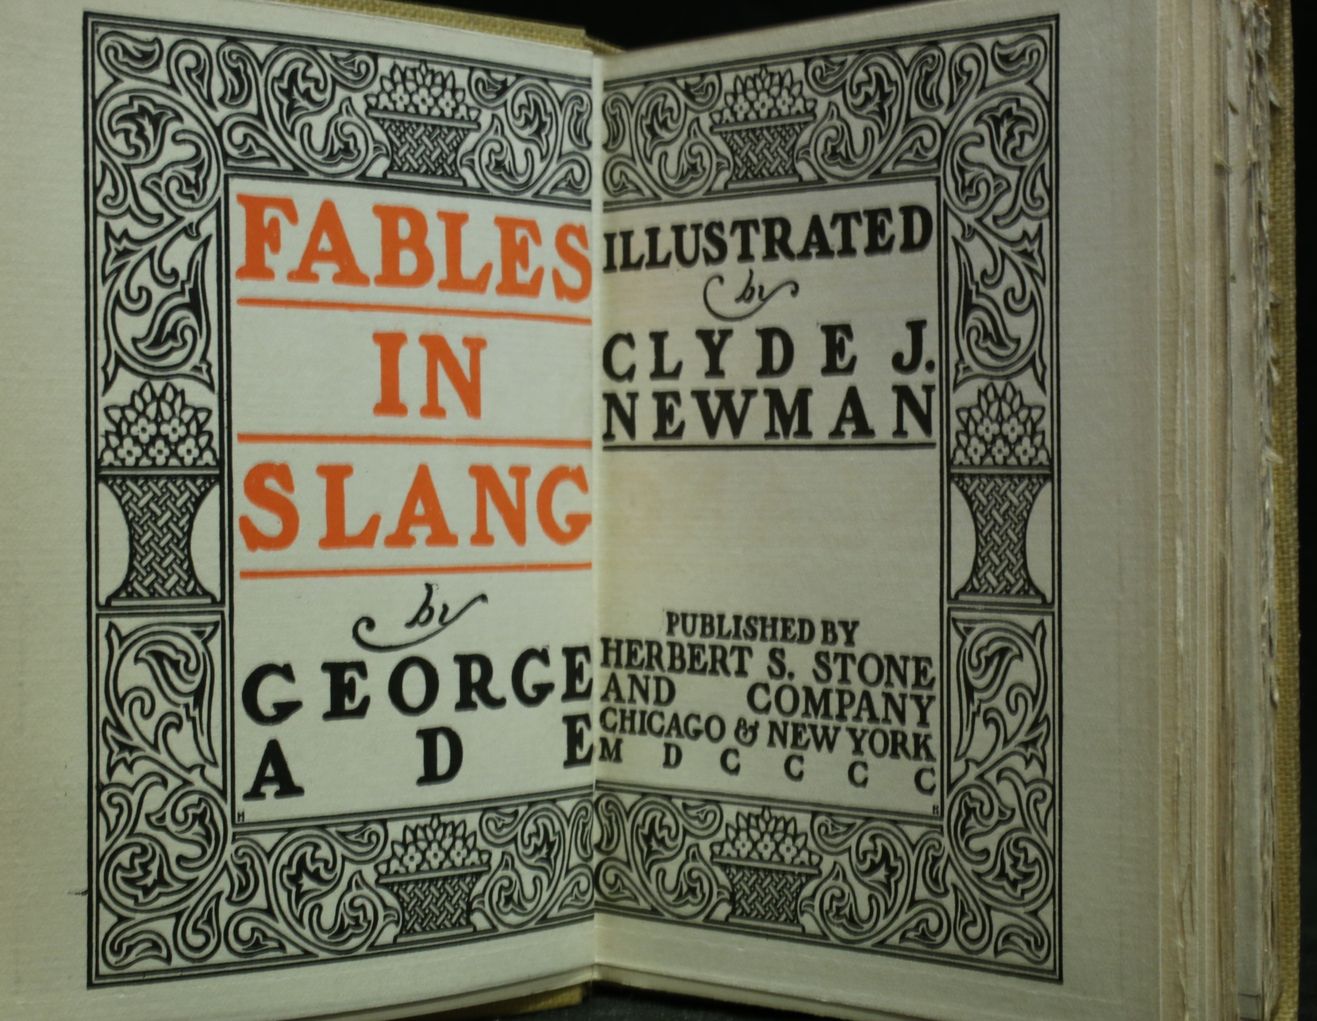 FABLES
IN
SLANG
by
GEORGE
ADE
ILLUSTRATED
by
CLYDE J.
NEWMAN
PUBLISHED BY
HERBERT S. STONE
AND COMPANY
CHICAGO & NEW YORK
MDCCCC